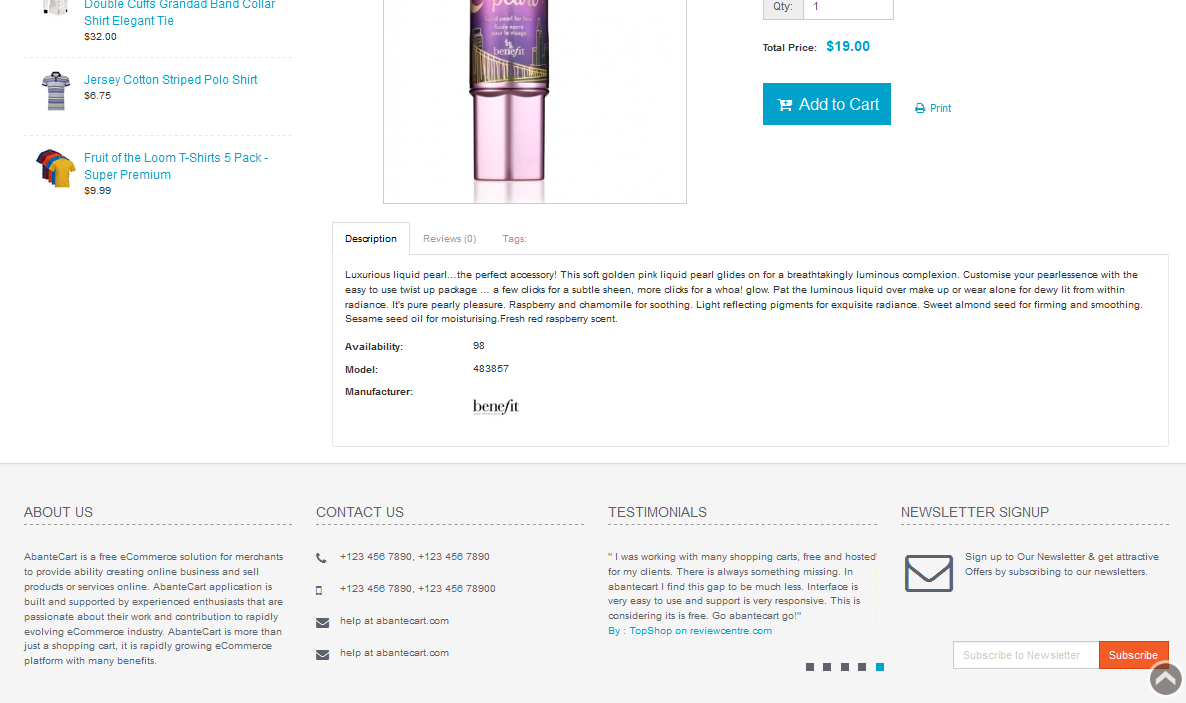 Double Cuffs Grandad Band Collar
Shirt Elegant Tie
$32.00
Jersey Cotton Striped Polo Shirt
$6.75
Fruit of the Loom T-Shirts 5 Pack -
Super Premium
$9.99
pearl
liquid pearl for face
fluide nacré
pour le visage
benefit
Qty: 1
Total Price: $19.00
Add to Cart
Print
Description
Reviews (0)
Tags:
Luxurious liquid pearl...the perfect accessory! This soft golden pink liquid pearl glides on for a breathtakingly luminous complexion. Customise your pearlessence with the
easy to use twist up package ... a few clicks for a subtle sheen, more clicks for a whoa! glow. Pat the luminous liquid over make up or wear alone for dewy lit from within
radiance. It's pure pearly pleasure. Raspberry and chamomile for soothing. Light reflecting pigments for exquisite radiance. Sweet almond seed for firming and smoothing.
Sesame seed oil for moisturising.Fresh red raspberry scent.
Availability: 98
Model: 483857
Manufacturer:
benefit
ABOUT US
AbanteCart is a free eCommerce solution for merchants
to provide ability creating online business and sell
products or services online. AbanteCart application is
built and supported by experienced enthusiasts that are
passionate about their work and contribution to rapidly
evolving eCommerce industry. AbanteCart is more than
just a shopping cart, it is rapidly growing eCommerce
platform with many benefits.
CONTACT US
+123 456 7890, +123 456 7890
+123 456 7890, +123 456 78900
help at abantecart.com
help at abantecart.com
TESTIMONIALS
" I was working with many shopping carts, free and hosted
for my clients. There is always something missing. In
abantecart I find this gap to be much less. Interface is
very easy to use and support is very responsive. This is
considering its is free. Go abantecart go!"
By : TopShop on reviewcentre.com
NEWSLETTER SIGNUP
Sign up to Our Newsletter & get attractive
Offers by subscribing to our newsletters.
Subscribe to Newsletter
Subscribe